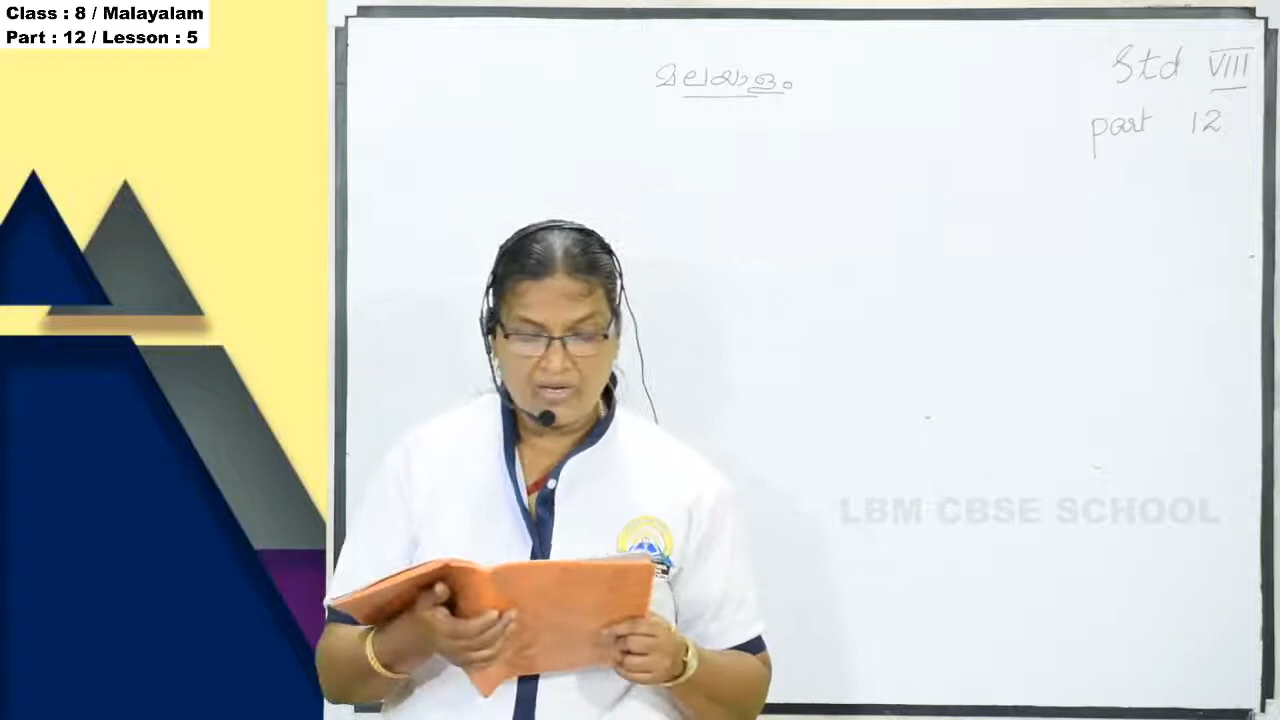 Class : 8 / Malayalam
Part : 12 / Lesson : 5
മലയാളം
Std VIII
part 12
LBM CBSE SCHOOL